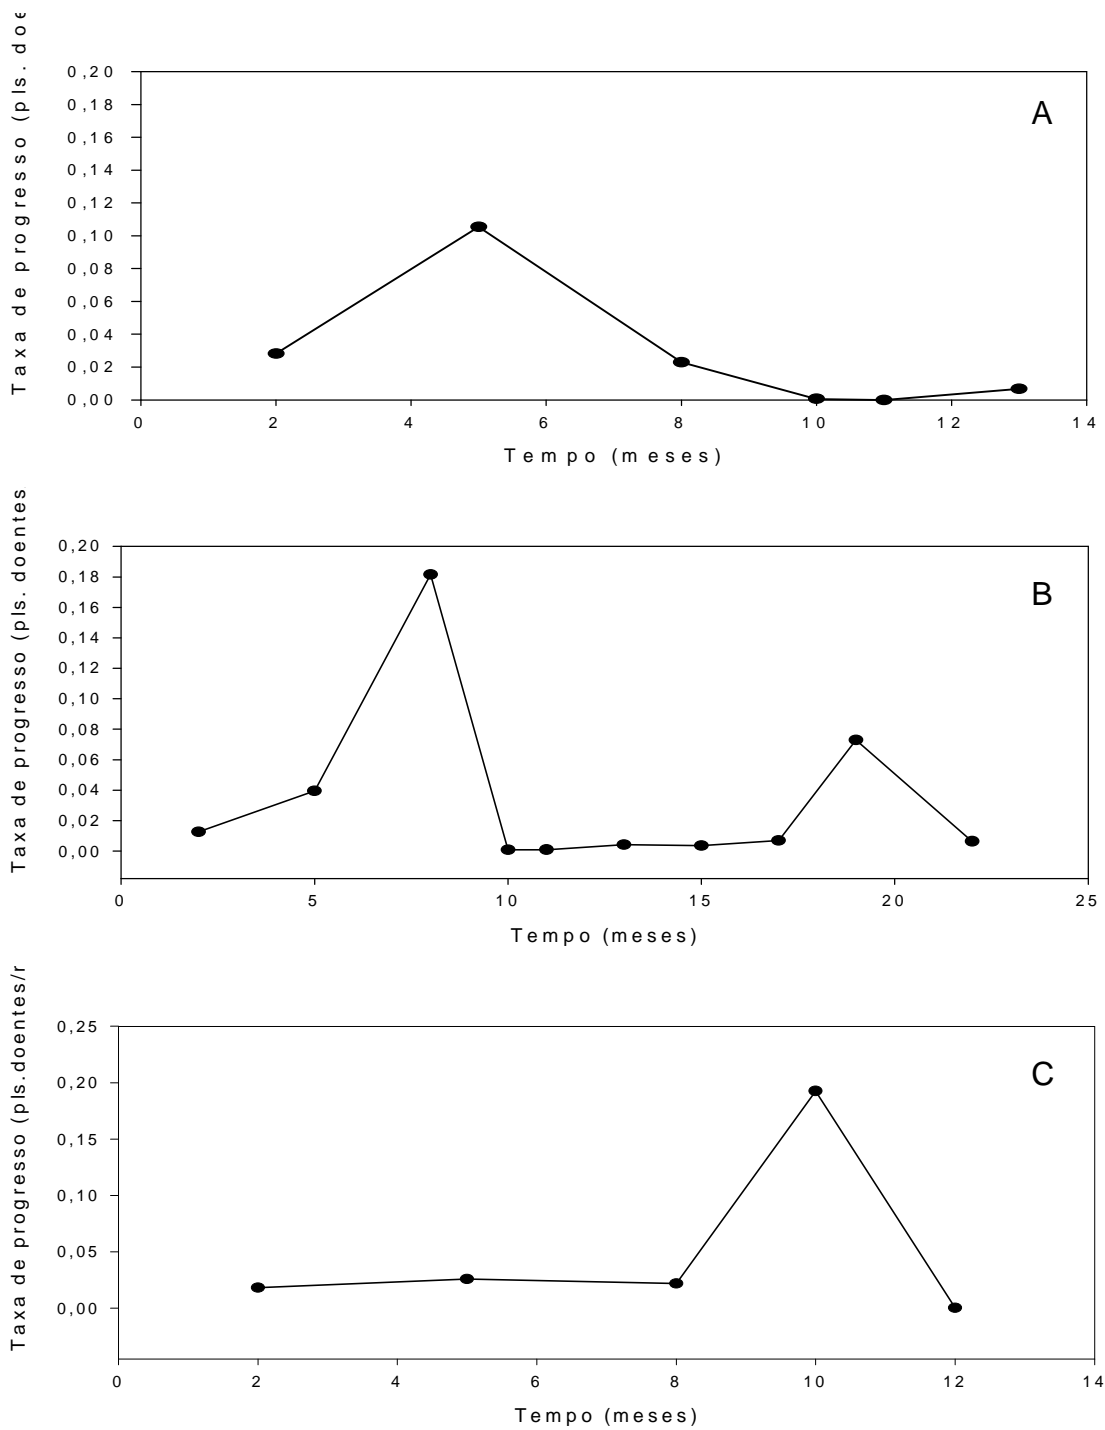 Taxa de progresso (pls. doe
0,20
0,18
0,16
0,14
0,12
0,10
0,08
0,06
0,04
0,02
0,00
A
0 2 4 6 8 10 12 14
Tempo (meses)
Taxa de progresso (pls. doentes
0,20
0,18
0,16
0,14
0,12
0,10
0,08
0,06
0,04
0,02
0,00
B
0 5 10 15 20 25
Tempo (meses)
Taxa de progresso (pls.doentes/r
0,25
0,20
0,15
0,10
0,05
0,00
C
0 2 4 6 8 10 12 14
Tempo (meses)